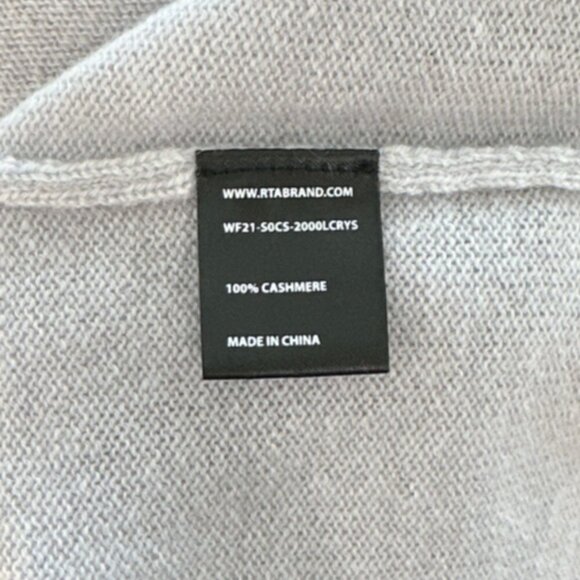 WWW.RTABRAND.COM
WF21-S0CS-2000LCRYS
100% CASHMERE
MADE IN CHINA